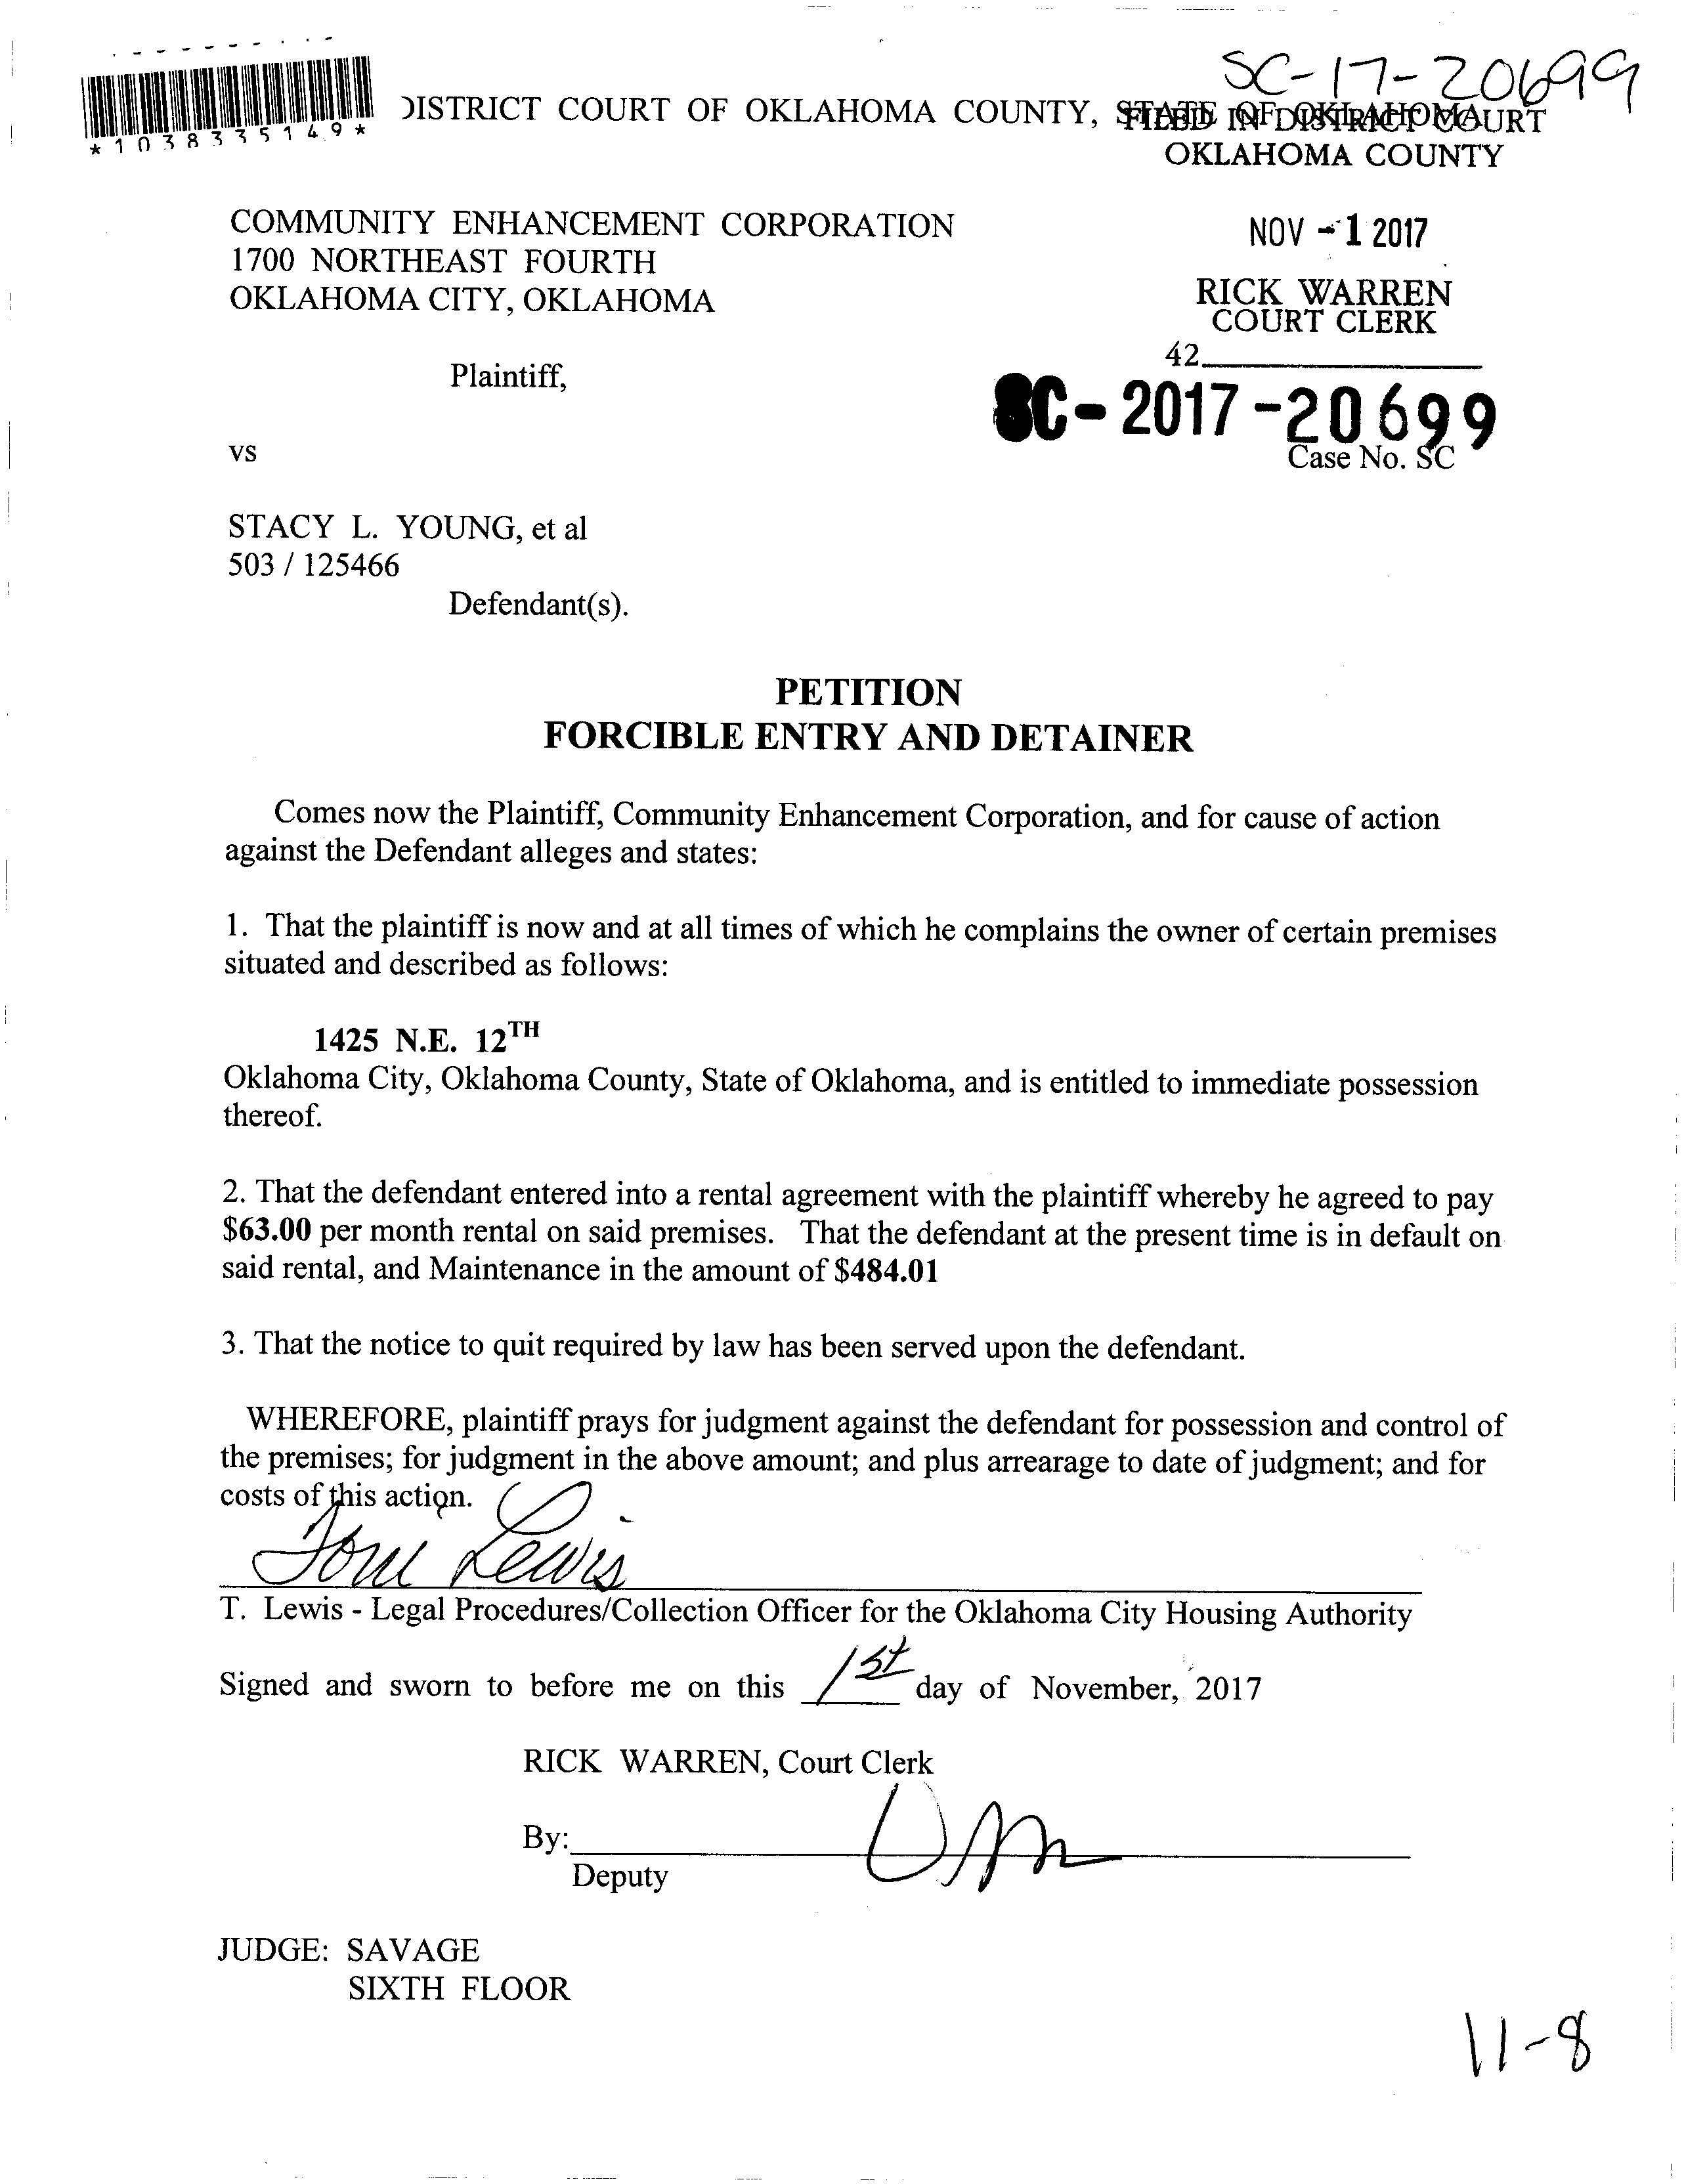 SC-17-20699
*1038335149*
DISTRICT COURT OF OKLAHOMA COUNTY, STATE OF OKLAHOMA
FILED IN DISTRICT COURT
OKLAHOMA COUNTY
COMMUNITY ENHANCEMENT CORPORATION
1700 NORTHEAST FOURTH
OKLAHOMA CITY, OKLAHOMA
NOV -1 2017
RICK WARREN
COURT CLERK
42
Plaintiff,
SC-2017-20699
Case No. SC
vs
STACY L. YOUNG, et al
503 / 125466
Defendant(s).
PETITION
FORCIBLE ENTRY AND DETAINER
Comes now the Plaintiff, Community Enhancement Corporation, and for cause of action
against the Defendant alleges and states:
1. That the plaintiff is now and at all times of which he complains the owner of certain premises
situated and described as follows:
1425 N.E. 12TH
Oklahoma City, Oklahoma County, State of Oklahoma, and is entitled to immediate possession
thereof.
2. That the defendant entered into a rental agreement with the plaintiff whereby he agreed to pay
$63.00 per month rental on said premises. That the defendant at the present time is in default on
said rental, and Maintenance in the amount of $484.01
3. That the notice to quit required by law has been served upon the defendant.
WHEREFORE, plaintiff prays for judgment against the defendant for possession and control of
the premises; for judgment in the above amount; and plus arrearage to date of judgment; and for
costs of this action.
Tom Lewis
T. Lewis - Legal Procedures/Collection Officer for the Oklahoma City Housing Authority
Signed and sworn to before me on this 1st day of November, 2017
RICK WARREN, Court Clerk
By:
Deputy
JUDGE: SAVAGE
SIXTH FLOOR
11-8